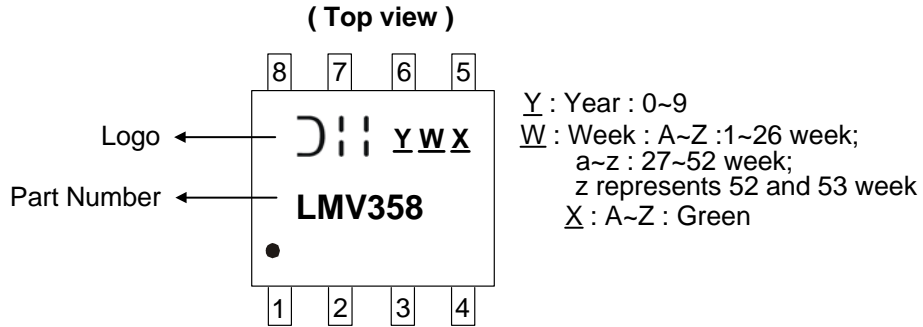 ( Top view )
8 7 6 5
Logo
Y W X
Part Number
LMV358
1 2 3 4
Y : Year : 0~9
W : Week : A~Z :1~26 week;
a~z : 27~52 week;
z represents 52 and 53 week
X : A~Z : Green